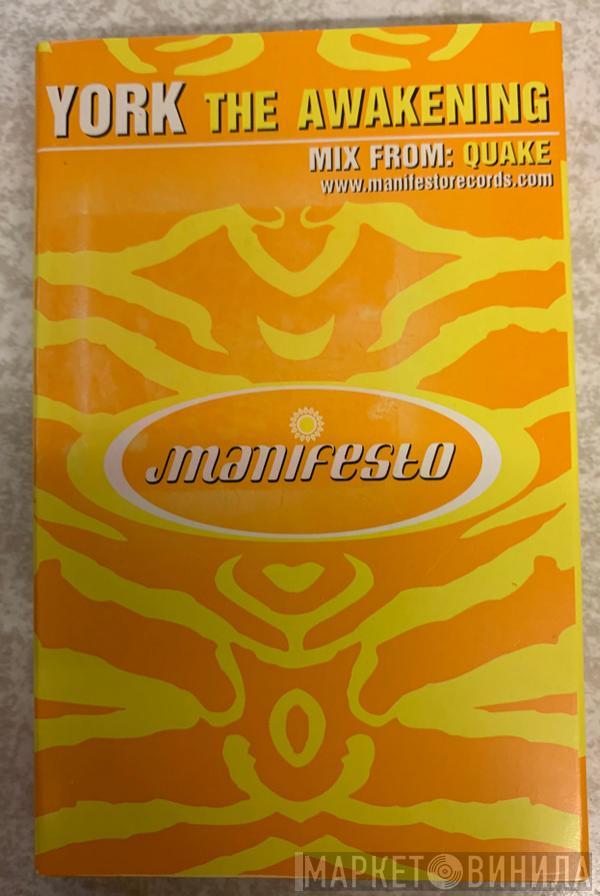 YORK THE AWAKENING
MIX FROM: QUAKE
www.manifestorecords.com
manifesto
МАРКЕТ ВИНИЛА